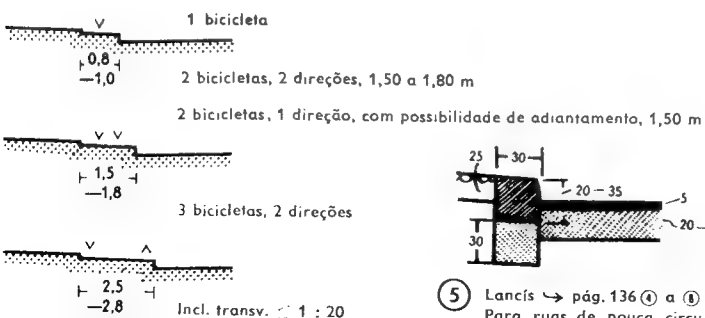 1 bicicleta
0,8
—1,0
2 bicicletas, 2 direções, 1,50 a 1,80 m
2 bicicletas, 1 direção, com possibilidade de adiantamento, 1,50 m
1,5
—1,8
3 bicicletas, 2 direções
2,5
—2,8
Incl. transv. 1 : 20
25
30
20 – 35
5
20 –
30
5 Lancís ↪ pág. 136 4 a 8
Para ruas de pouca circu